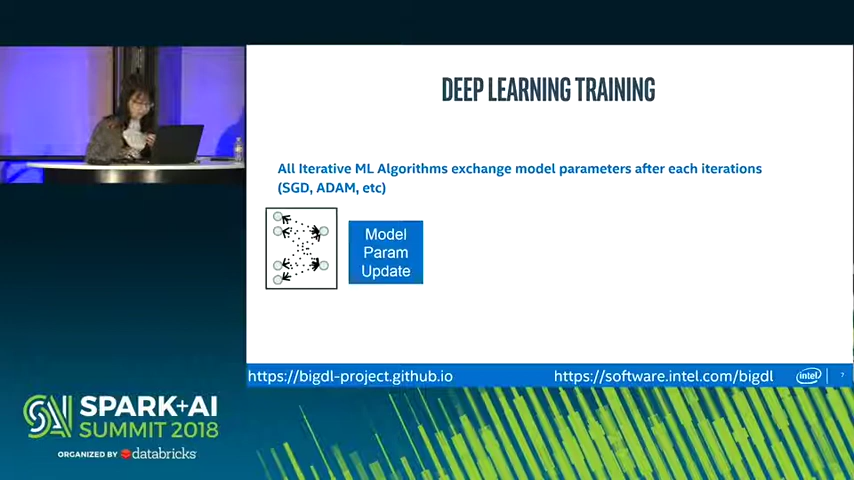 DEEP LEARNING TRAINING
All Iterative ML Algorithms exchange model parameters after each iterations
(SGD, ADAM, etc)
Model
Param
Update
https://bigdl-project.github.io
https://software.intel.com/bigdl
intel
7
SPARK+AI
SUMMIT 2018
ORGANIZED BY databricks